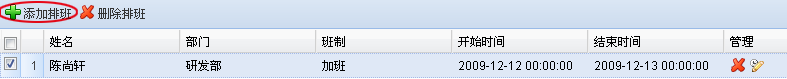 添加排班 删除排班
姓名 部门 班制 开始时间 结束时间 管理
1 陈尚轩 研发部 加班 2009-12-12 00:00:00 2009-12-13 00:00:00